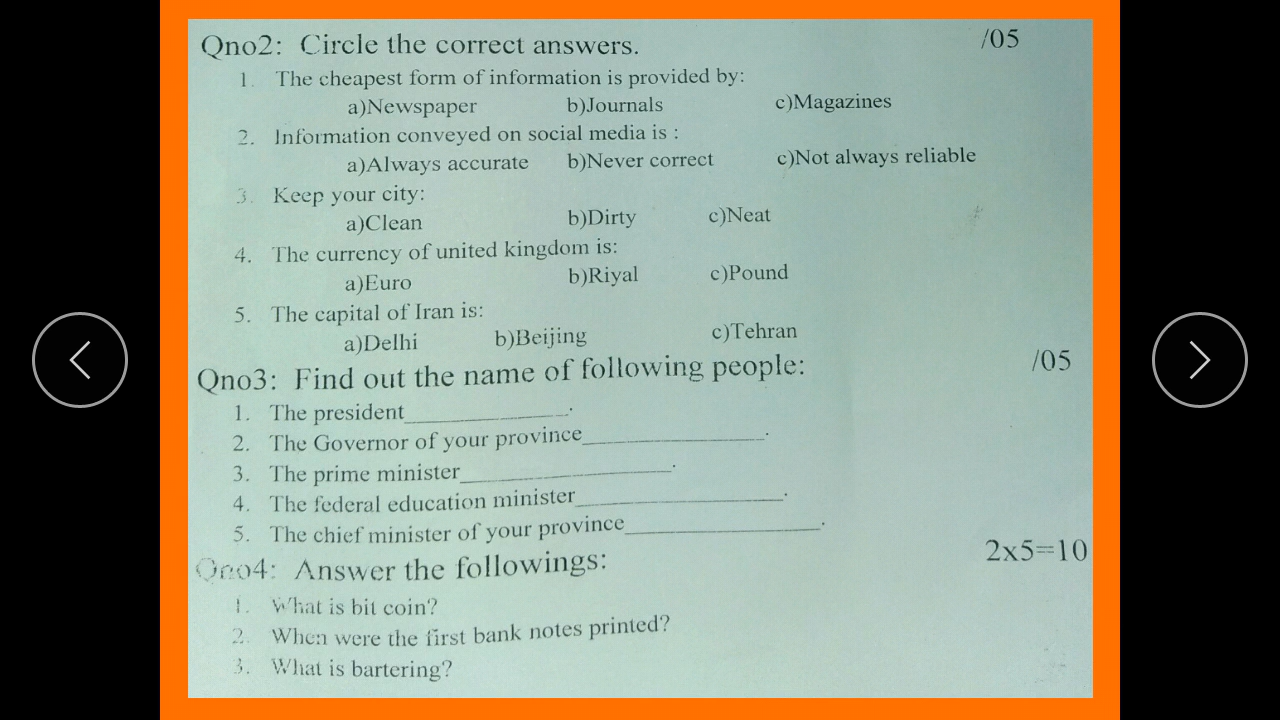 Qno2: Circle the correct answers. /05
1. The cheapest form of information is provided by:
a)Newspaper b)Journals c)Magazines
2. Information conveyed on social media is :
a)Always accurate b)Never correct c)Not always reliable
3. Keep your city:
a)Clean b)Dirty c)Neat
4. The currency of united kingdom is:
a)Euro b)Riyal c)Pound
5. The capital of Iran is:
a)Delhi b)Beijing c)Tehran
Qno3: Find out the name of following people: /05
1. The president____________.
2. The Governor of your province____________.
3. The prime minister____________.
4. The federal education minister____________.
5. The chief minister of your province____________.
Qno4: Answer the followings: 2x5=10
1. What is bit coin?
2. When were the first bank notes printed?
3. What is bartering?